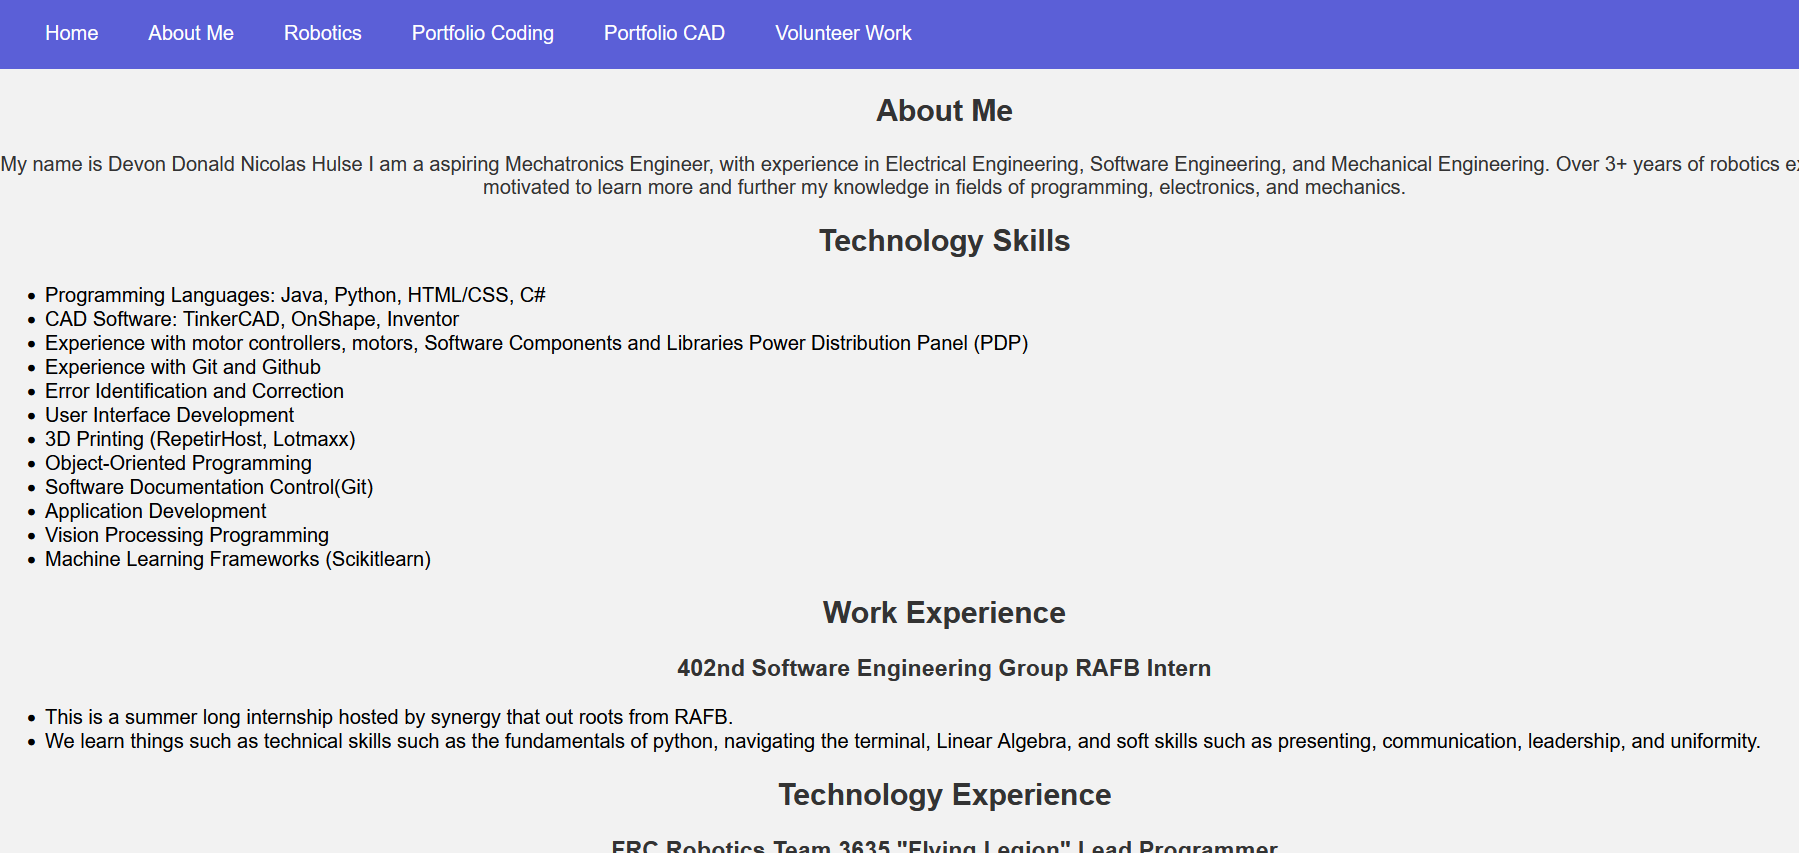 Home About Me Robotics Portfolio Coding Portfolio CAD Volunteer Work
About Me
My name is Devon Donald Nicolas Hulse I am a aspiring Mechatronics Engineer, with experience in Electrical Engineering, Software Engineering, and Mechanical Engineering. Over 3+ years of robotics
motivated to learn more and further my knowledge in fields of programming, electronics, and mechanics.
Technology Skills
• Programming Languages: Java, Python, HTML/CSS, C#
• CAD Software: TinkerCAD, OnShape, Inventor
• Experience with motor controllers, motors, Software Components and Libraries Power Distribution Panel (PDP)
• Experience with Git and Github
• Error Identification and Correction
• User Interface Development
• 3D Printing (RepetirHost, Lotmaxx)
• Object-Oriented Programming
• Software Documentation Control(Git)
• Application Development
• Vision Processing Programming
• Machine Learning Frameworks (Scikitlearn)
Work Experience
402nd Software Engineering Group RAFB Intern
• This is a summer long internship hosted by synergy that out roots from RAFB.
• We learn things such as technical skills such as the fundamentals of python, navigating the terminal, Linear Algebra, and soft skills such as presenting, communication, leadership, and uniformity.
Technology Experience
FRC Robotics Team 3635 "Flying Legion" Lead Programmer